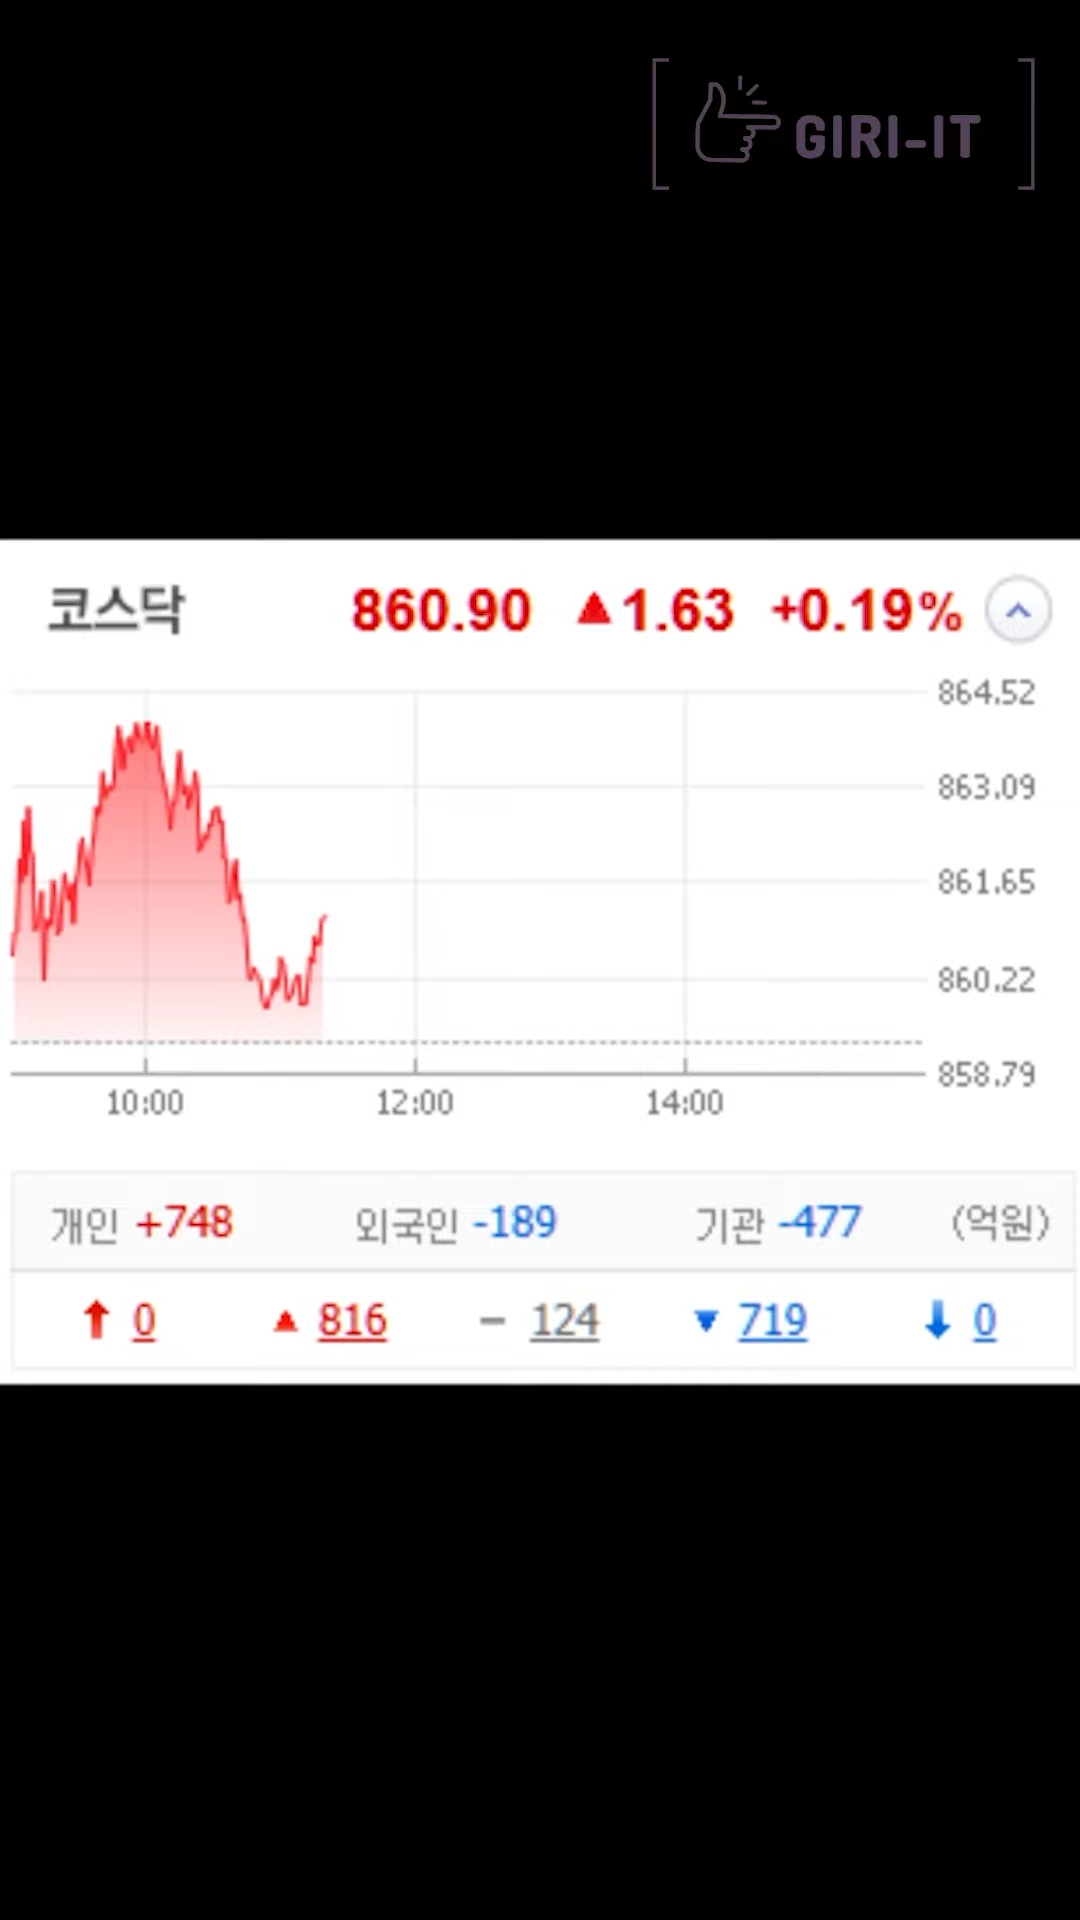 GIRI-IT
코스닥 860.90 ▲1.63 +0.19%
864.52
863.09
861.65
860.22
858.79
10:00 12:00 14:00
개인 +748 외국인 -189 기관 -477 (억원)
↑ 0 ▲ 816 − 124 ▼ 719 ↓ 0